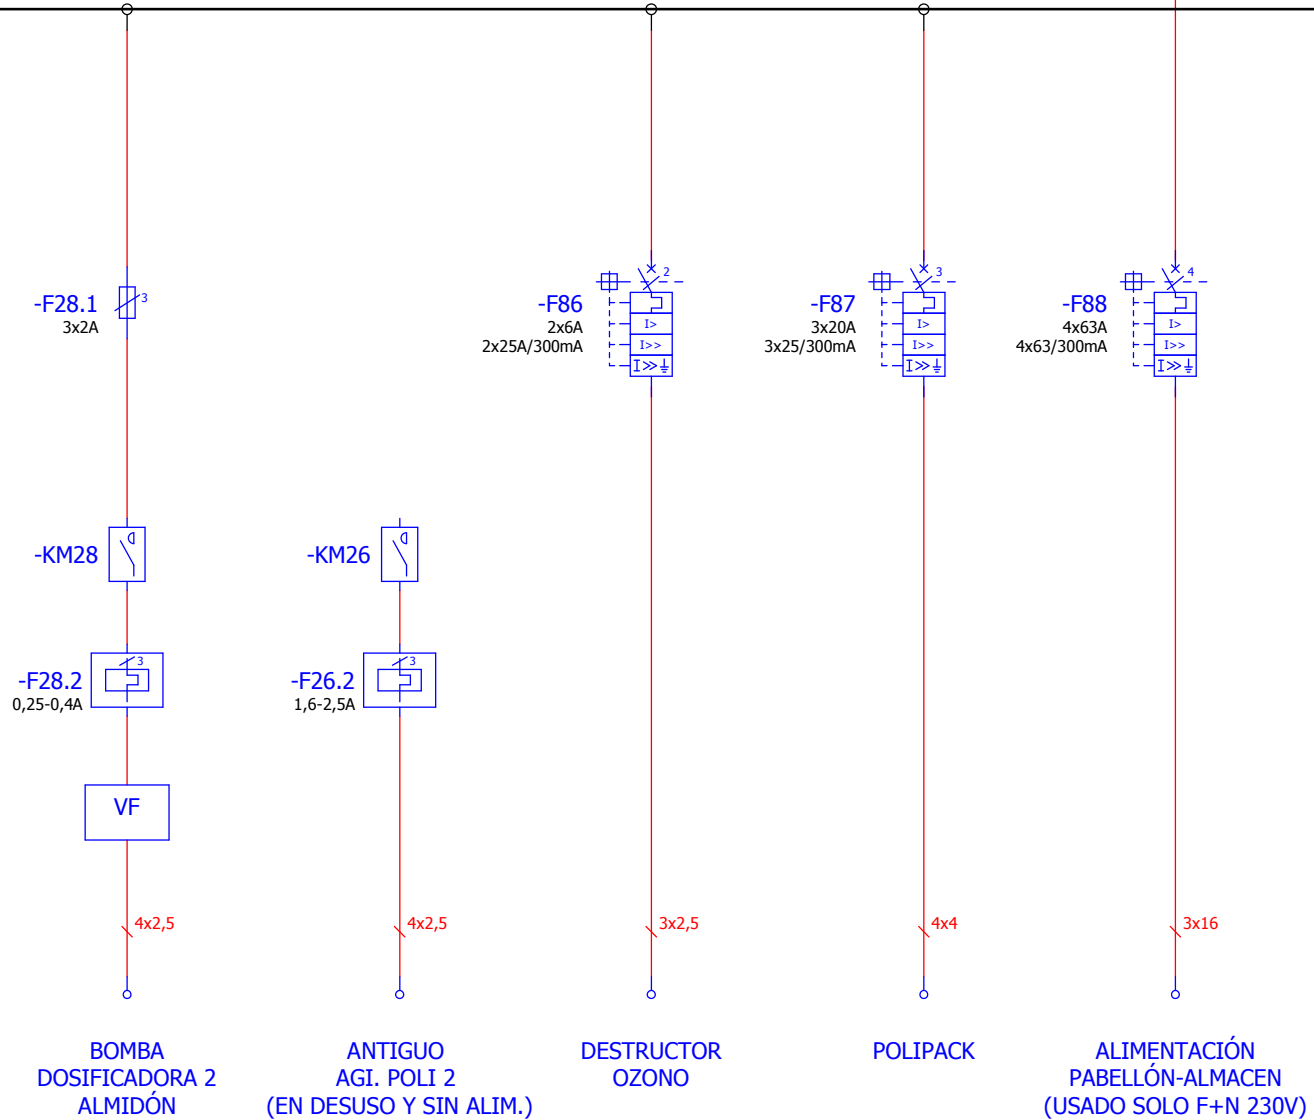 -F28.1
3x2A
3
-F86
2x6A
2x25A/300mA
2
I>
I>>
I≫
-F87
3x20A
3x25/300mA
3
I>
I>>
I≫
-F88
4x63A
4x63/300mA
4
I>
I>>
I≫
-KM28
-KM26
-F28.2
0,25-0,4A
3
-F26.2
1,6-2,5A
3
VF
4x2,5
4x2,5
3x2,5
4x4
3x16
BOMBA
DOSIFICADORA 2
ALMIDÓN
ANTIGUO
AGI. POLI 2
(EN DESUSO Y SIN ALIM.)
DESTRUCTOR
OZONO
POLIPACK
ALIMENTACIÓN
PABELLÓN-ALMACEN
(USADO SOLO F+N 230V)